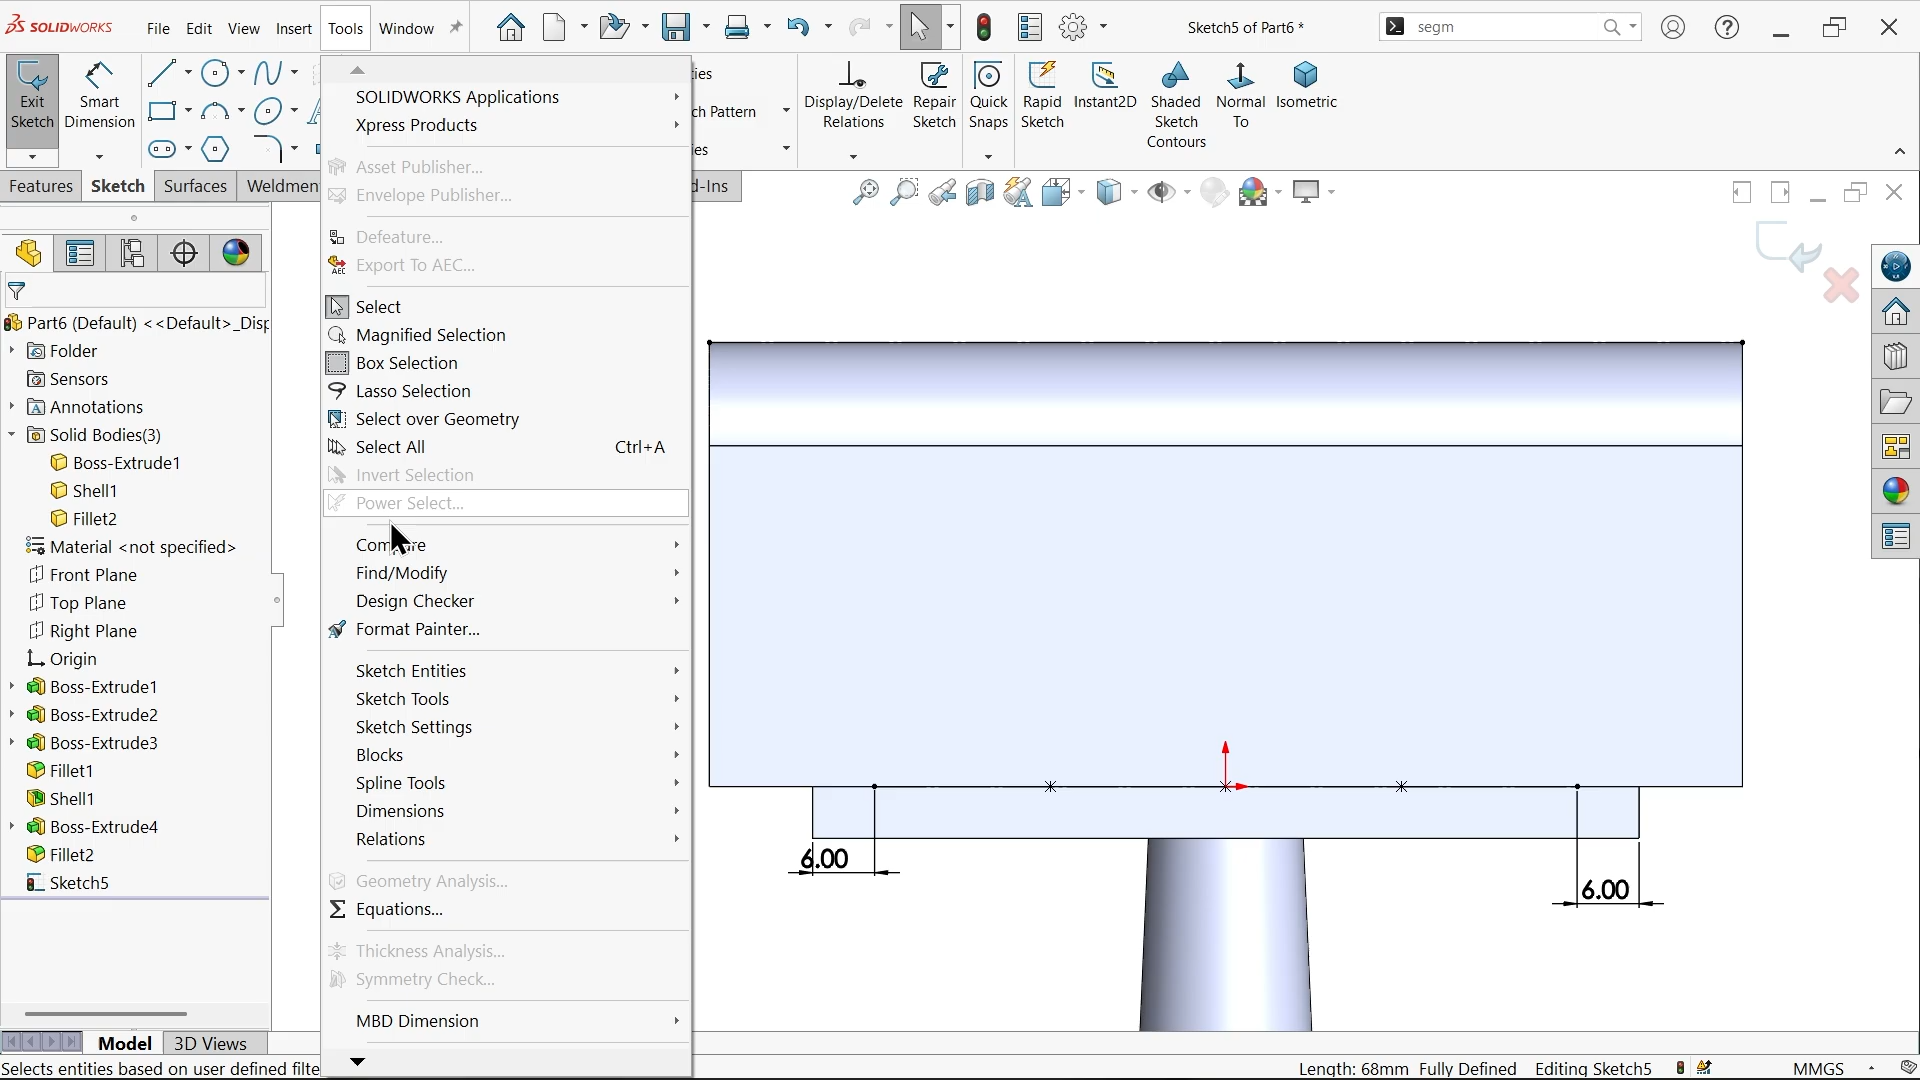 SOLIDWORKS
File Edit View Insert Tools Window
Sketch5 of Part6 *
segm
Exit Sketch
Smart Dimension
ies
ch Pattern
es
Display/Delete Relations
Repair Sketch
Quick Snaps
Rapid Sketch
Instant2D
Shaded Sketch Contours
Normal To
Isometric
Features Sketch Surfaces Weldmen
d-Ins
Part6 (Default) <<Default>_Disp
Folder
Sensors
Annotations
Solid Bodies(3)
Boss-Extrude1
Shell1
Fillet2
Material <not specified>
Front Plane
Top Plane
Right Plane
Origin
Boss-Extrude1
Boss-Extrude2
Boss-Extrude3
Fillet1
Shell1
Boss-Extrude4
Fillet2
Sketch5
SOLIDWORKS Applications
Xpress Products
Asset Publisher...
Envelope Publisher...
Defeature...
Export To AEC...
Select
Magnified Selection
Box Selection
Lasso Selection
Select over Geometry
Select All Ctrl+A
Invert Selection
Power Select...
Compare
Find/Modify
Design Checker
Format Painter...
Sketch Entities
Sketch Tools
Sketch Settings
Blocks
Spline Tools
Dimensions
Relations
Geometry Analysis...
Equations...
Thickness Analysis...
Symmetry Check...
MBD Dimension
6.00
6.00
Model 3D Views
Selects entities based on user defined filte
Length: 68mm Fully Defined Editing Sketch5 MMGS